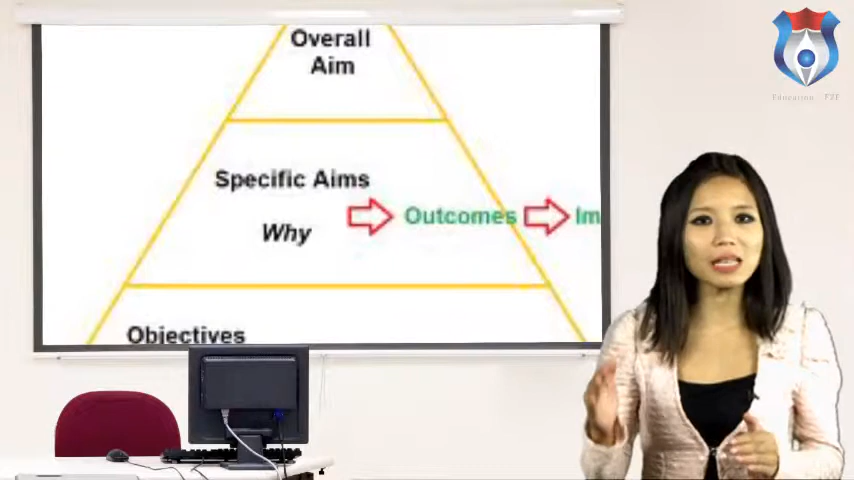 Overall
Aim
Specific Aims
Why
Outcomes
Im
Objectives